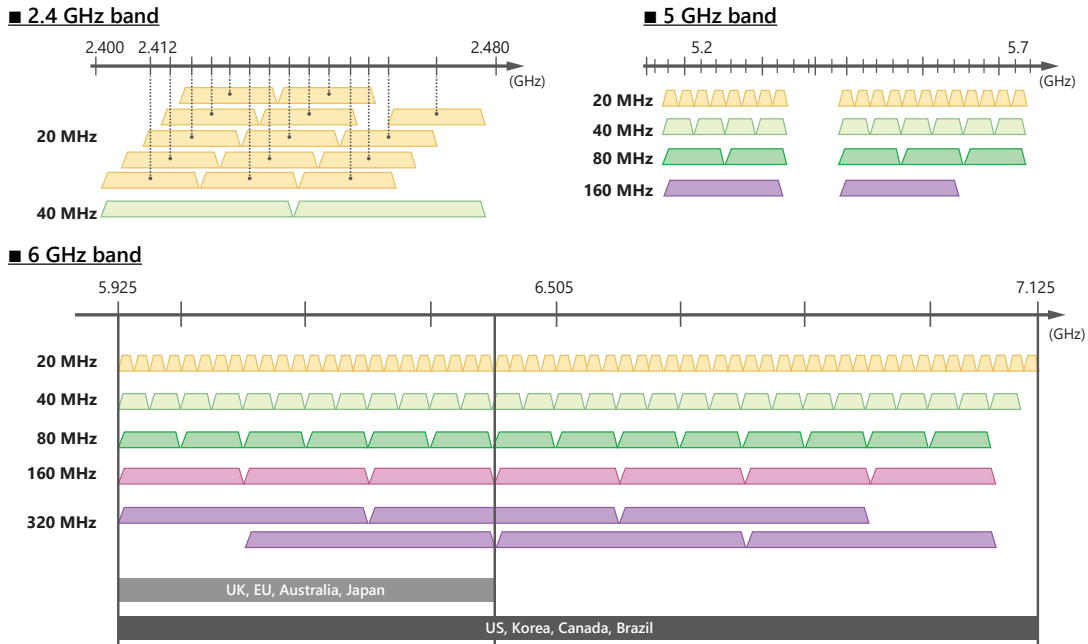 ■ 2.4 GHz band
2.400 2.412 2.480
(GHz)
20 MHz
40 MHz
■ 5 GHz band
5.2 5.7
(GHz)
20 MHz
40 MHz
80 MHz
160 MHz
■ 6 GHz band
5.925 6.505 7.125
(GHz)
20 MHz
40 MHz
80 MHz
160 MHz
320 MHz
UK, EU, Australia, Japan
US, Korea, Canada, Brazil